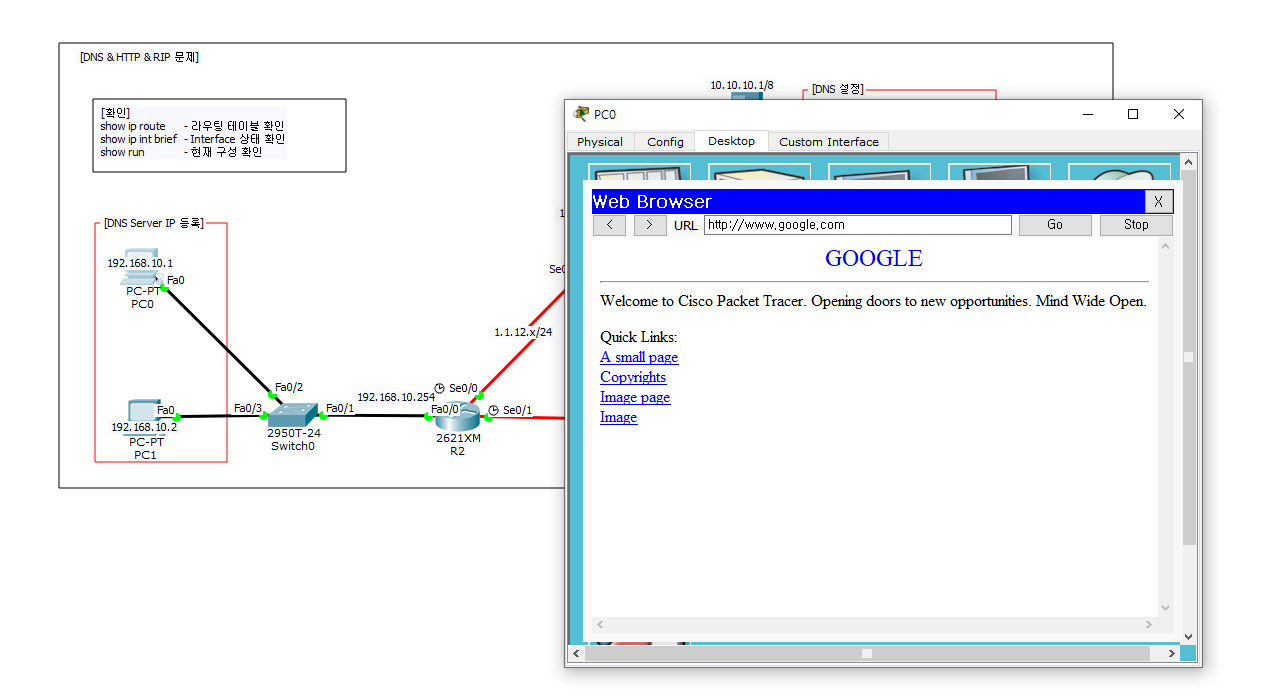 [DNS & HTTP & RIP 문제]
10.10.10.1/8
[DNS 설정]
[확인]
show ip route - 라우팅 테이블 확인
show ip int brief - Interface 상태 확인
show run - 현재 구성 확인
[DNS Server IP 등록]
192.168.10.1
Fa0
PC-PT
PC0
1.1.12.x/24
Fa0/2
Se0/0
192.168.10.254
Fa0
Fa0/3
Fa0/1
Fa0/0
Se0/1
192.168.10.2
PC-PT
PC1
2950T-24
Switch0
2621XM
R2
PC0
Physical Config Desktop Custom Interface
Web Browser X
< > URL http://www.google.com Go Stop
GOOGLE
Welcome to Cisco Packet Tracer. Opening doors to new opportunities. Mind Wide Open.
Quick Links:
A small page
Copyrights
Image page
Image